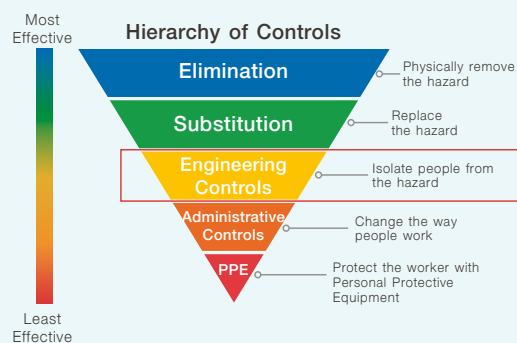 Most
Effective
Hierarchy of Controls
Elimination
Physically remove
the hazard
Substitution
Replace
the hazard
Engineering
Controls
Isolate people from
the hazard
Administrative
Controls
Change the way
people work
PPE
Protect the worker with
Personal Protective
Equipment
Least
Effective